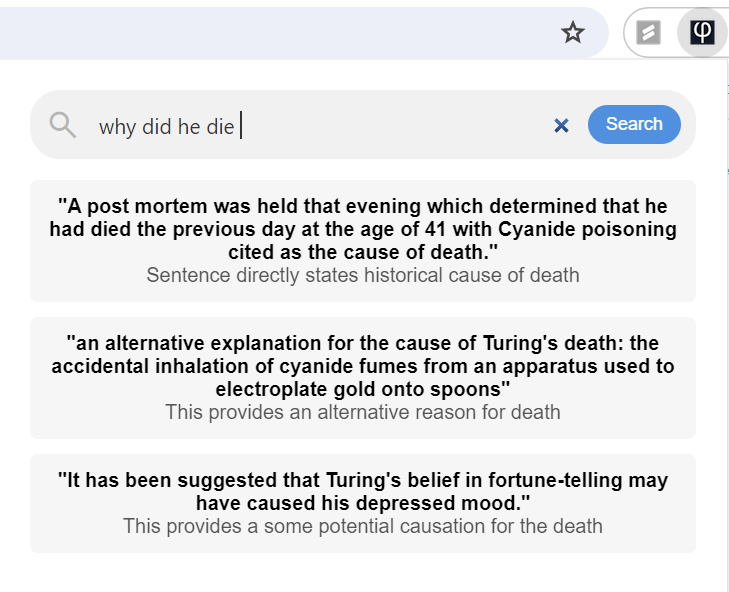 why did he die
Search
"A post mortem was held that evening which determined that he
had died the previous day at the age of 41 with Cyanide poisoning
cited as the cause of death."
Sentence directly states historical cause of death
"an alternative explanation for the cause of Turing's death: the
accidental inhalation of cyanide fumes from an apparatus used to
electroplate gold onto spoons"
This provides an alternative reason for death
"It has been suggested that Turing's belief in fortune-telling may
have caused his depressed mood."
This provides a some potential causation for the death